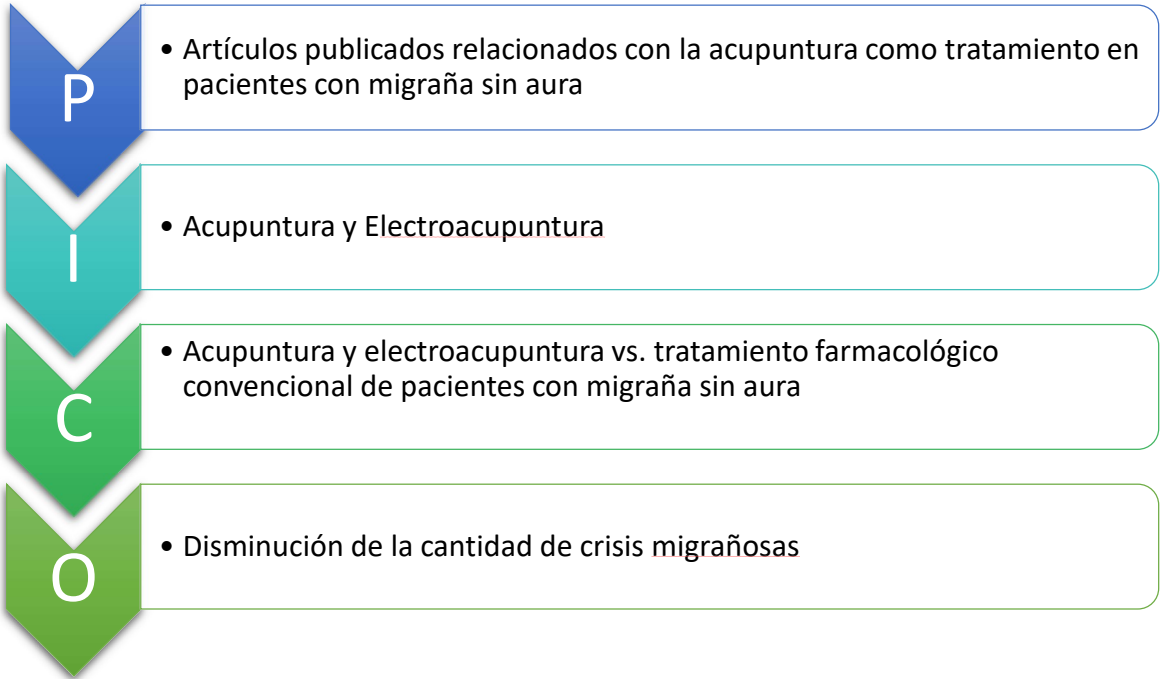 P
• Artículos publicados relacionados con la acupuntura como tratamiento en
pacientes con migraña sin aura
I
• Acupuntura y Electroacupuntura
C
• Acupuntura y electroacupuntura vs. tratamiento farmacológico
convencional de pacientes con migraña sin aura
O
• Disminución de la cantidad de crisis migrañosas